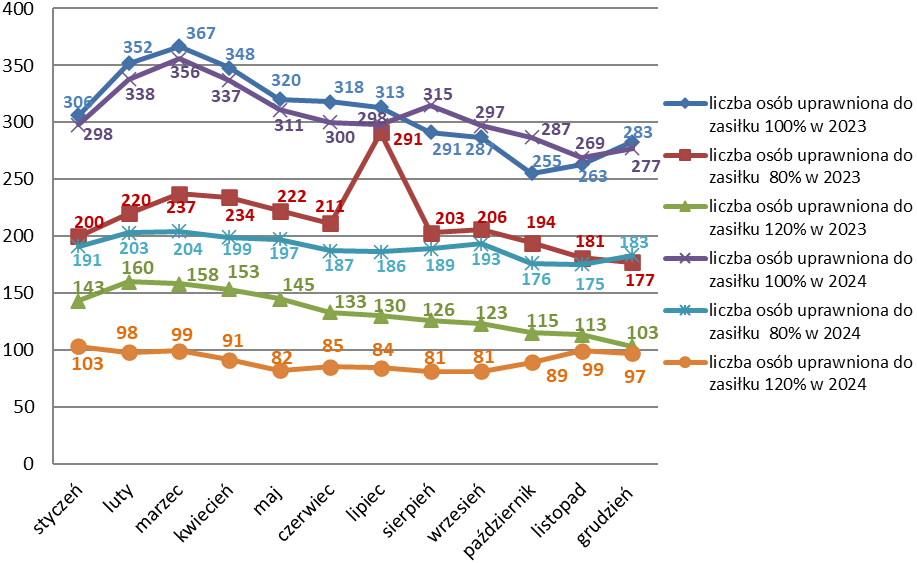 400
350
300
250
200
150
100
50
0
306 352 367 348 320 318 313 291 287 255 263 283
298 338 356 337 311 300 298 315 297 287 269 277
200 220 237 234 222 211 291 203 206 194 181 177
191 203 204 199 197 187 186 189 193 176 175 183
143 160 158 153 145 133 130 126 123 115 113 103
103 98 99 91 82 85 84 81 81 89 99 97
styczeń
luty
marzec
kwiecień
maj
czerwiec
lipiec
sierpień
wrzesień
październik
listopad
grudzień
liczba osób uprawniona do
zasiłku 100% w 2023
liczba osób uprawniona do
zasiłku 80% w 2023
liczba osób uprawniona do
zasiłku 120% w 2023
liczba osób uprawniona do
zasiłku 100% w 2024
liczba osób uprawniona do
zasiłku 80% w 2024
liczba osób uprawniona do
zasiłku 120% w 2024